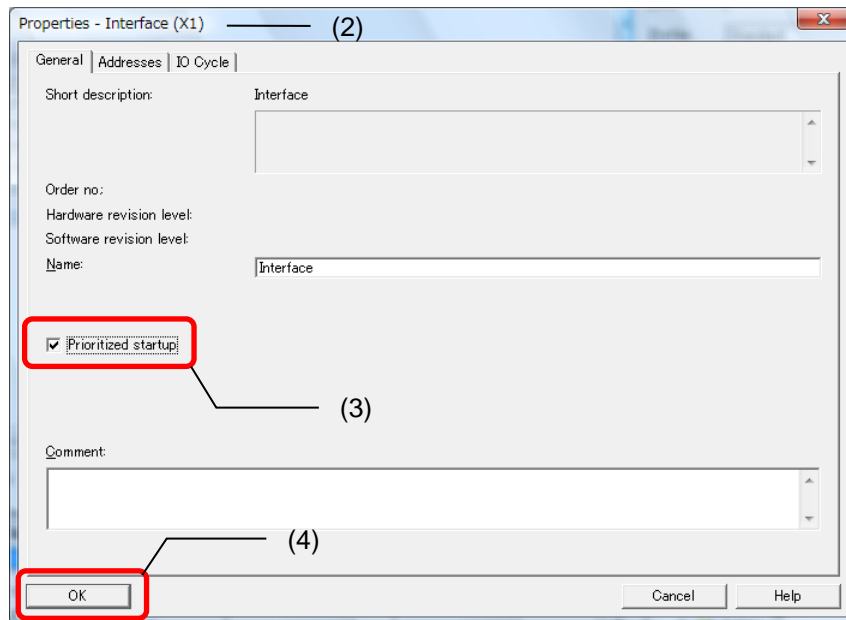 Properties - Interface (X1)
(2)
General
Addresses
IO Cycle
Short description:
Interface
Order no:
Hardware revision level:
Software revision level:
Name:
Interface
Prioritized startup
(3)
Comment:
(4)
OK
Cancel
Help